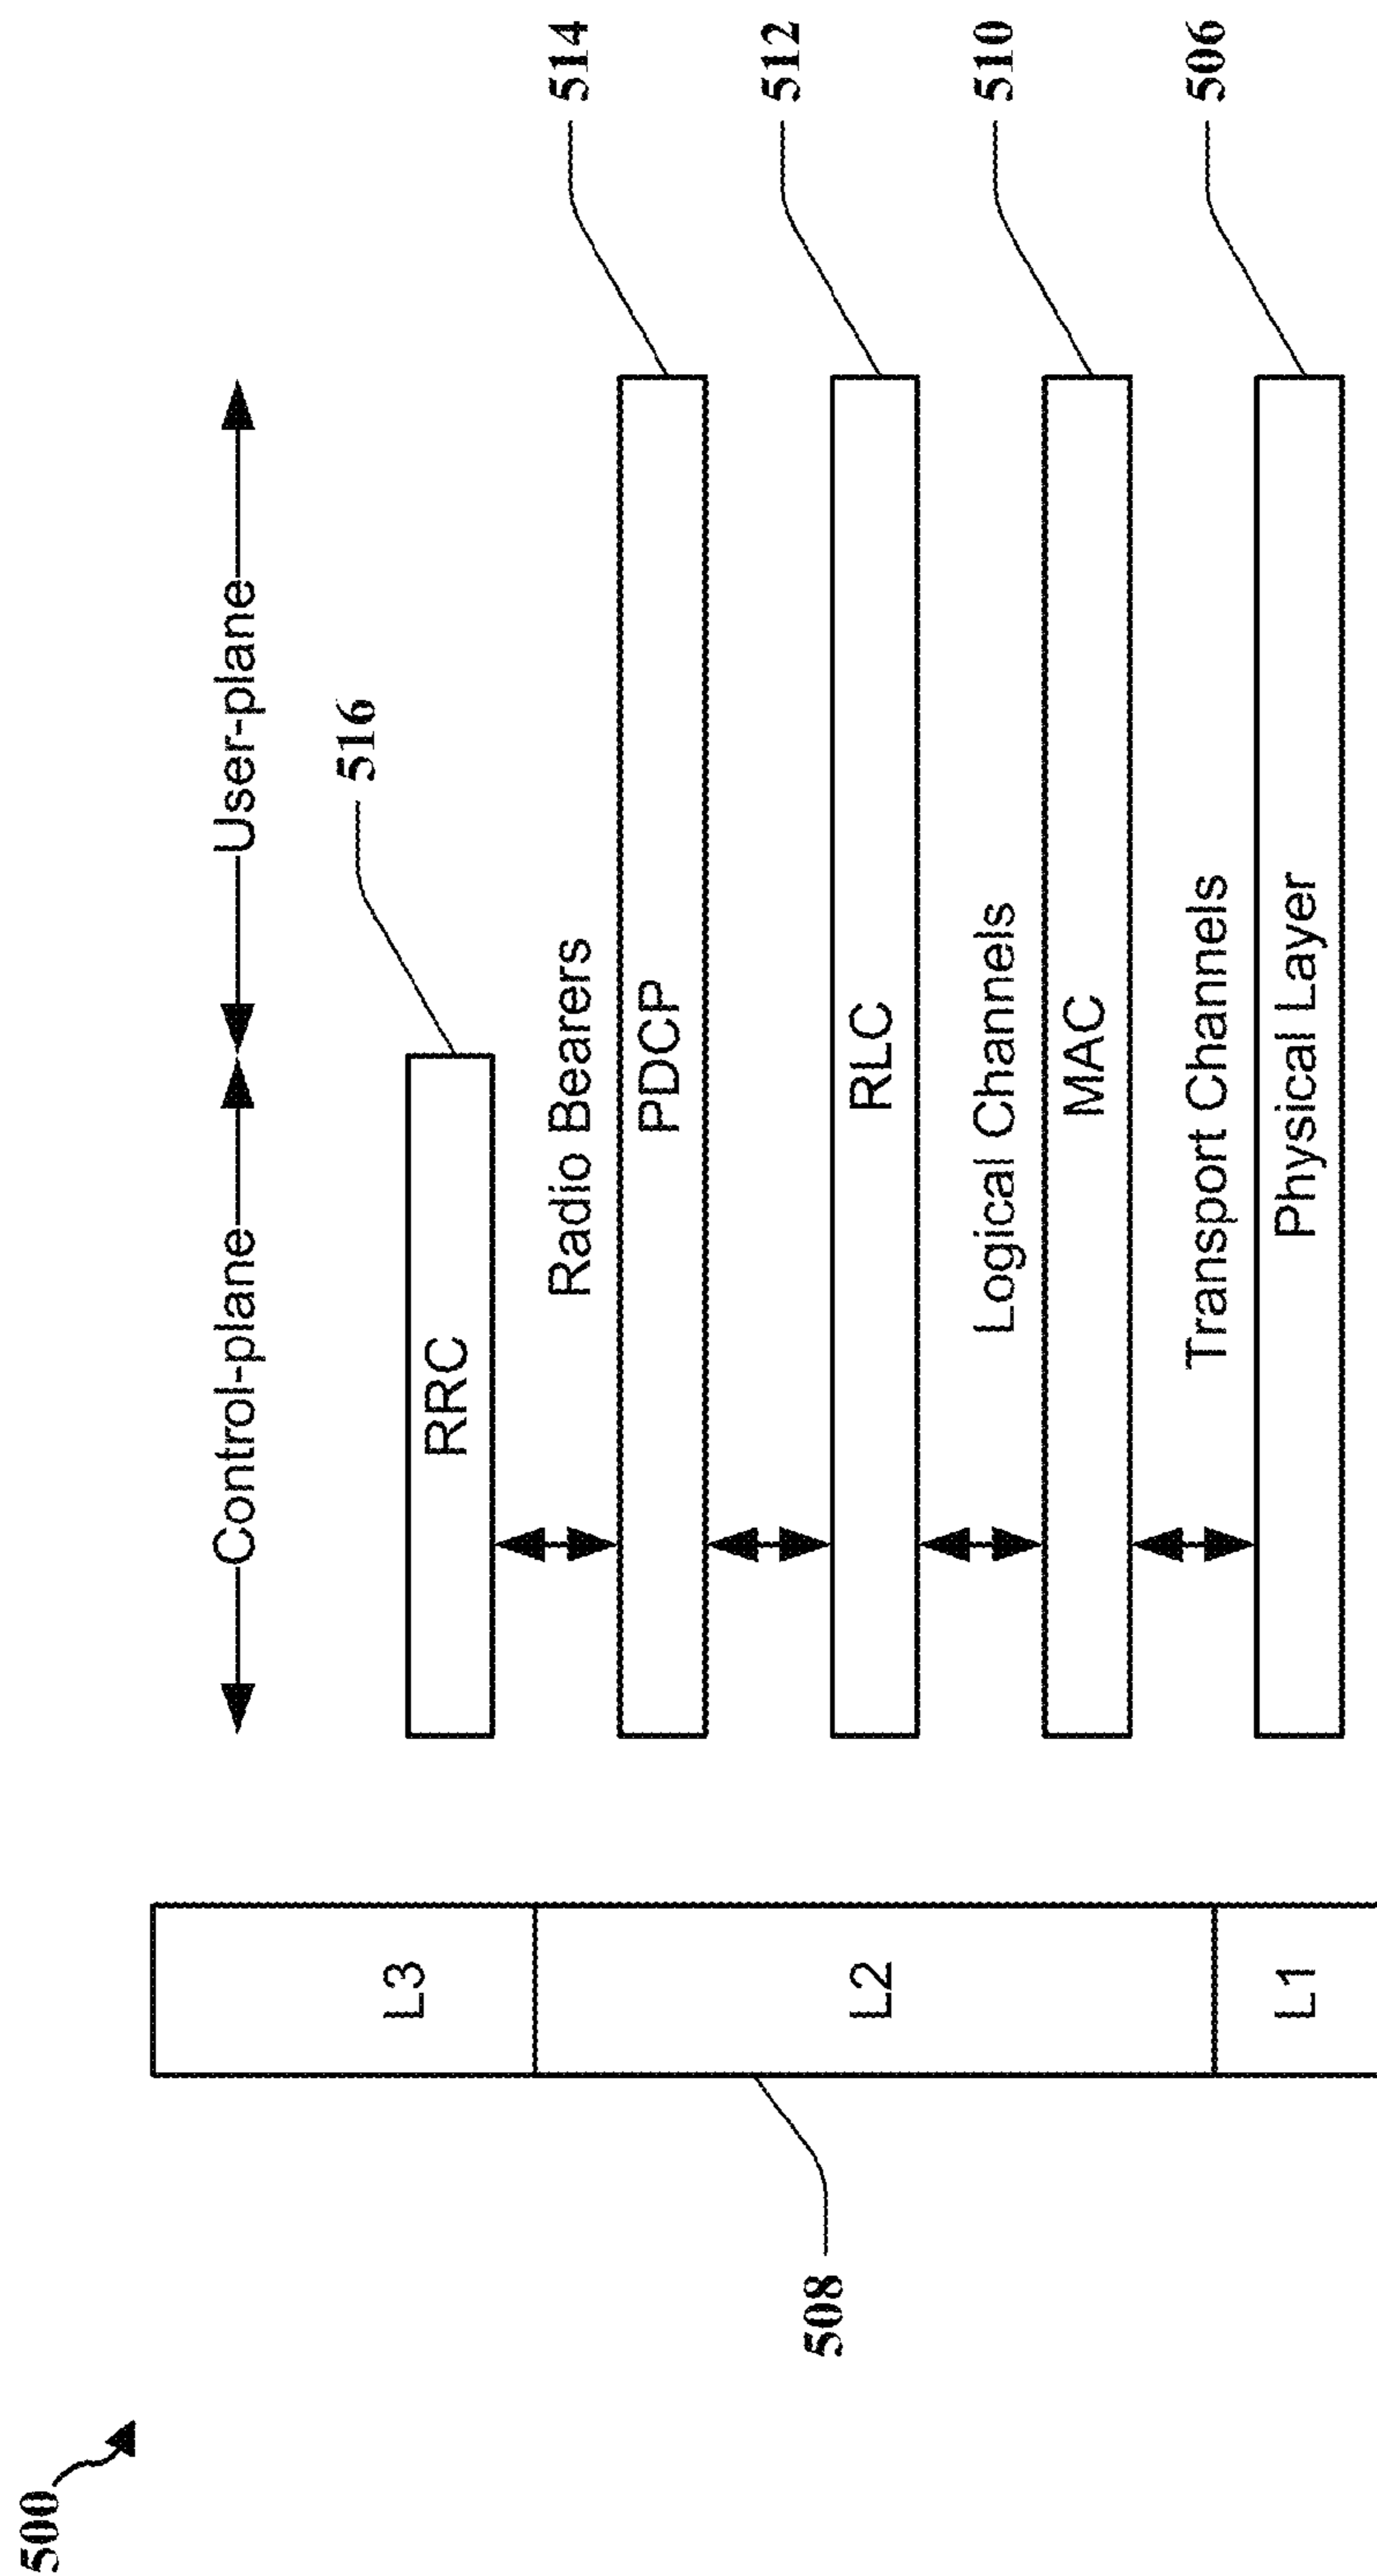 500
Control-plane
User-plane
516
L3
RRC
Radio Bearers
514
PDCP
508
L2
512
RLC
Logical Channels
510
MAC
Transport Channels
506
L1
Physical Layer